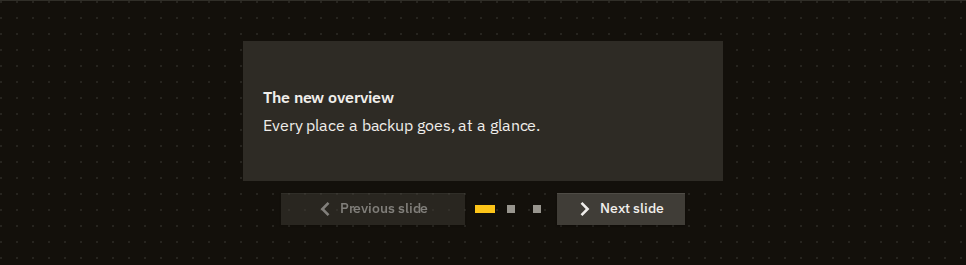 The new overview
Every place a backup goes, at a glance.
Previous slide
Next slide